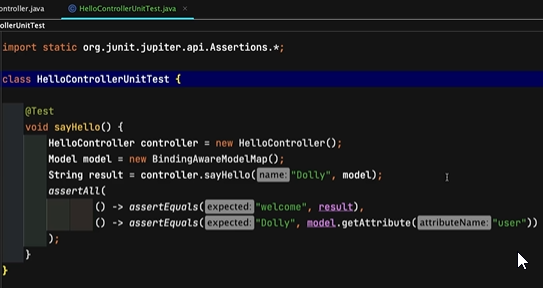 ontroller.java HelloControllerUnitTest.java ×
ollerUnitTest
import static org.junit.jupiter.api.Assertions.*;
class HelloControllerUnitTest {
@Test
void sayHello() {
HelloController controller = new HelloController();
Model model = new BindingAwareModelMap();
String result = controller.sayHello( name: "Dolly", model);
assertAll(
() -> assertEquals( expected: "welcome", result),
() -> assertEquals( expected: "Dolly", model.getAttribute( attributeName: "user"))
);
}
}